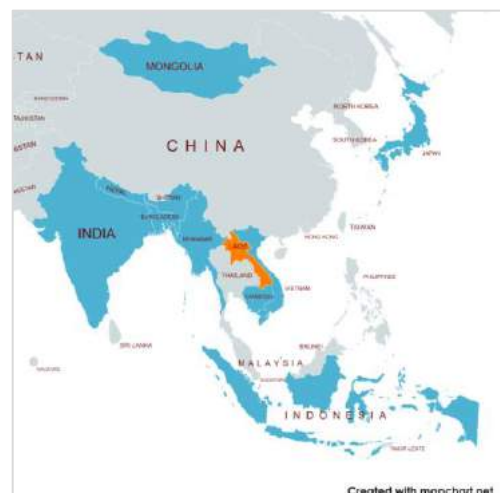 MONGOLIA
NORTH KOREA
CHINA
SOUTH KOREA
JAPAN
NEPAL
BHUTAN
BANGLADESH
INDIA
MYANMAR
LAOS
HONG KONG
TAIWAN
THAILAND
CAMBODIA
VIETNAM
PHILIPPINES
SRI LANKA
MALDIVES
BRUNEI
MALAYSIA
SINGAPORE
INDONESIA
TIMOR-LESTE
Created with mapchart.net